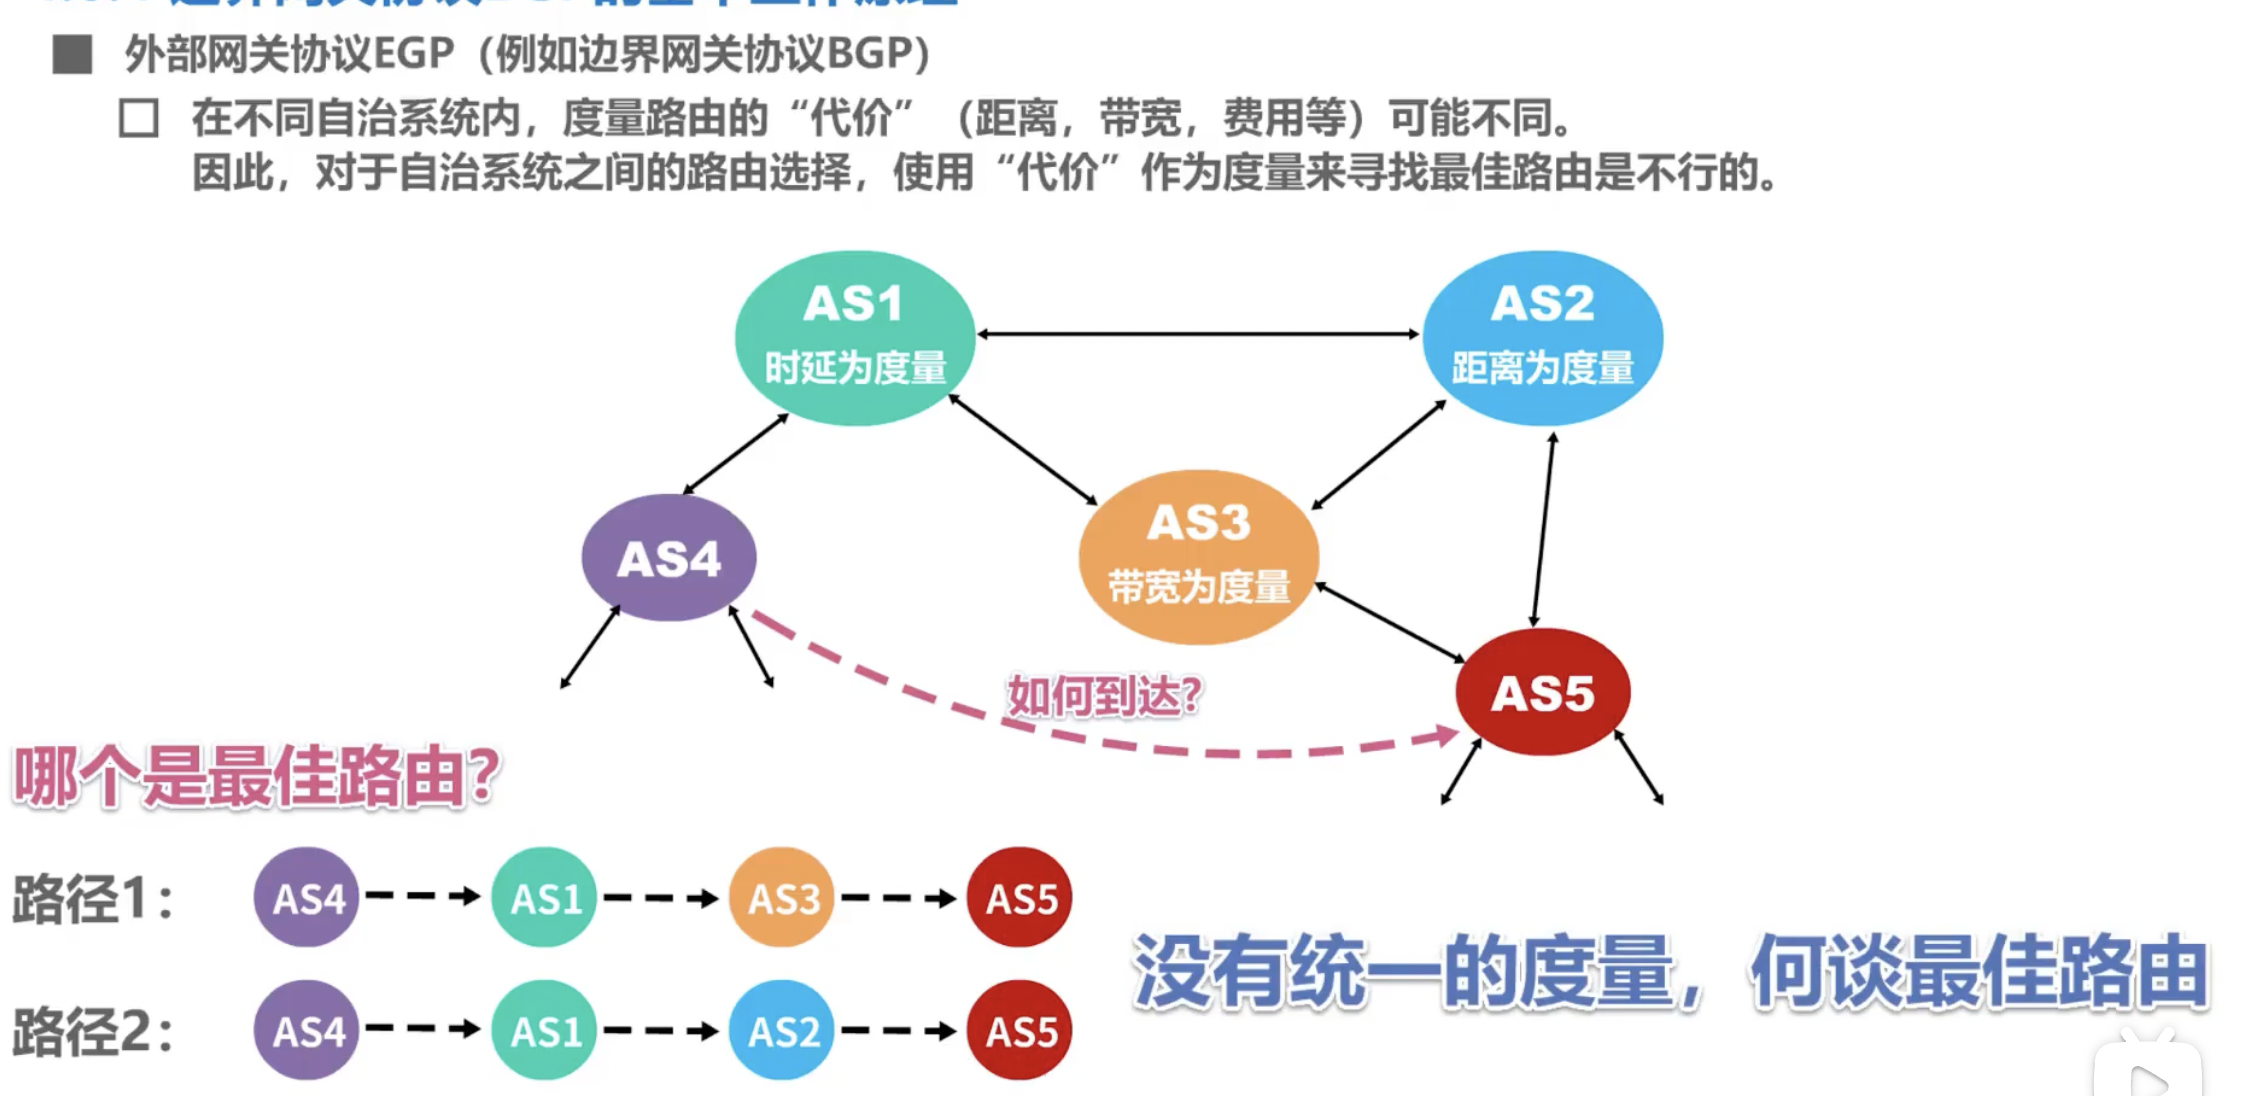 外部网关协议EGP（例如边界网关协议BGP）
在不同自治系统内，度量路由的“代价”（距离，带宽，费用等）可能不同。
因此，对于自治系统之间的路由选择，使用“代价”作为度量来寻找最佳路由是不行的。
AS1
时延为度量
AS2
距离为度量
AS3
带宽为度量
AS4
AS5
如何到达？
哪个是最佳路由？
路径1： AS4 AS1 AS3 AS5
路径2： AS4 AS1 AS2 AS5
没有统一的度量，何谈最佳路由